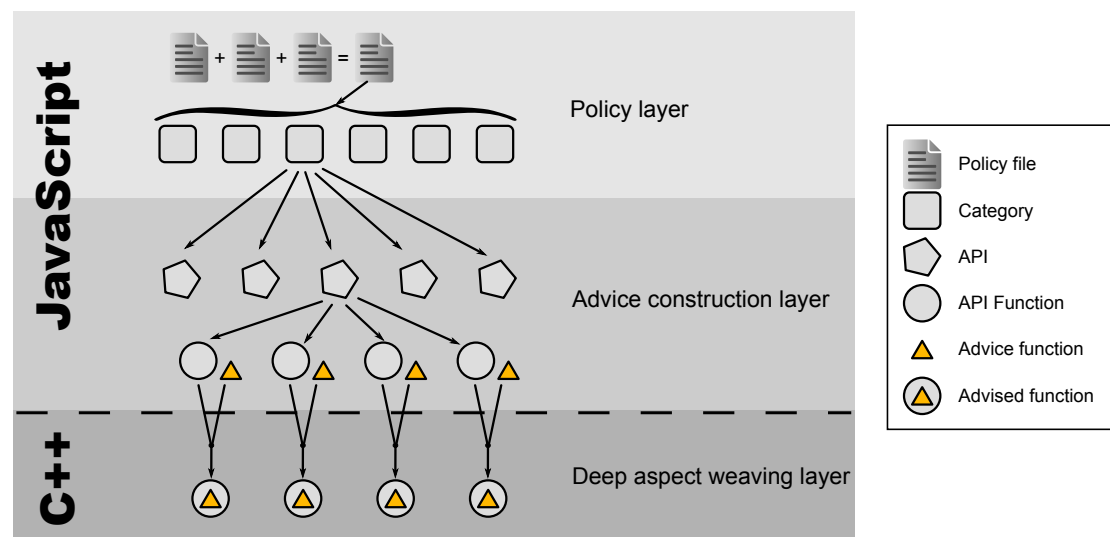 JavaScript
+ + =
Policy layer
Advice construction layer
C++
Deep aspect weaving layer
Policy file
Category
API
API Function
Advice function
Advised function